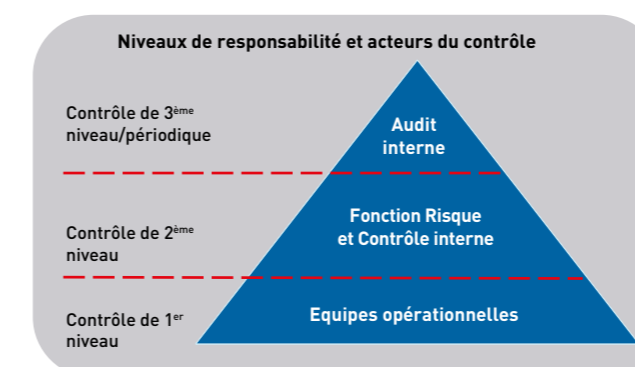 Niveaux de responsabilité et acteurs du contrôle
Contrôle de 3ème
niveau/périodique
Audit
interne
Contrôle de 2ème
niveau
Fonction Risque
et Contrôle interne
Contrôle de 1er
niveau
Equipes opérationnelles